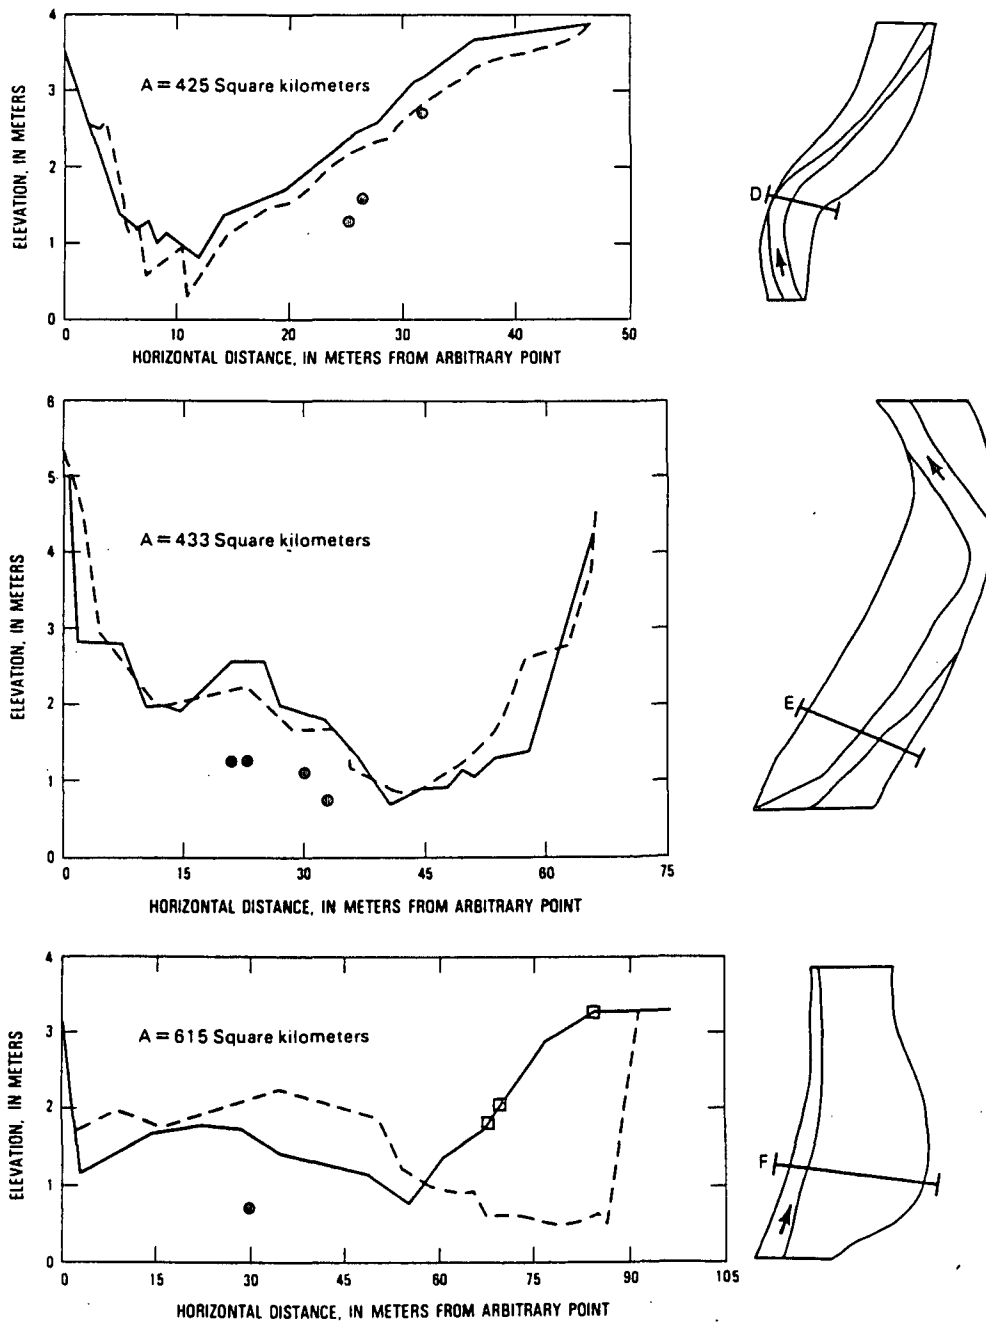 4
3
2
1
0
ELEVATION, IN METERS
A = 425 Square kilometers
0 10 20 30 40 50
HORIZONTAL DISTANCE, IN METERS FROM ARBITRARY POINT
D
6
5
4
3
2
1
0
ELEVATION, IN METERS
A = 433 Square kilometers
0 15 30 45 60 75
HORIZONTAL DISTANCE, IN METERS FROM ARBITRARY POINT
E
4
3
2
1
0
ELEVATION, IN METERS
A = 615 Square kilometers
0 15 30 45 60 75 90 105
HORIZONTAL DISTANCE, IN METERS FROM ARBITRARY POINT
F